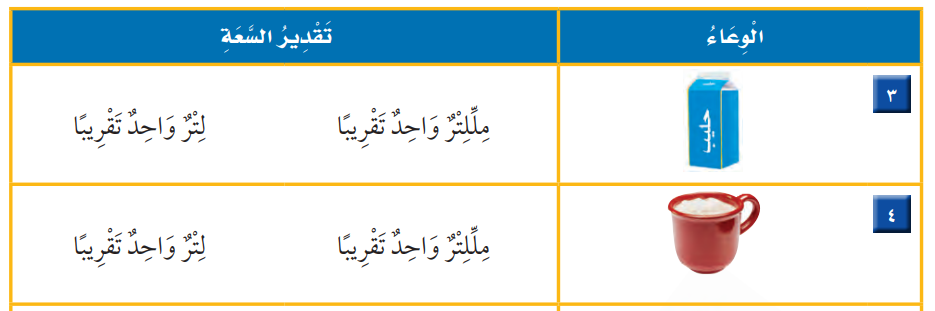 الْوِعَاءُ تَقْدِيرُ السَّعَةِ
٣ حليب مِلِّلِتْرٌ وَاحِدٌ تَقْرِيبًا لِتْرٌ وَاحِدٌ تَقْرِيبًا
٤ مِلِّلِتْرٌ وَاحِدٌ تَقْرِيبًا لِتْرٌ وَاحِدٌ تَقْرِيبًا